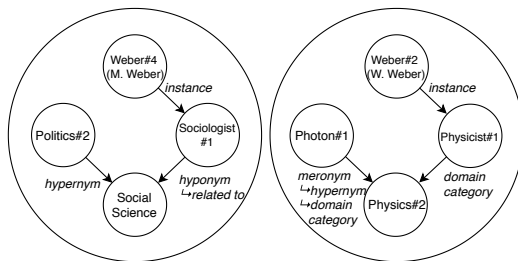 Weber#4
(M. Weber)
instance
Politics#2
Sociologist
#1
hypernym
hyponym
↳related to
Social
Science
Weber#2
(W. Weber)
instance
Photon#1
Physicist#1
meronym
↳hypernym
↳domain
category
domain
category
Physics#2